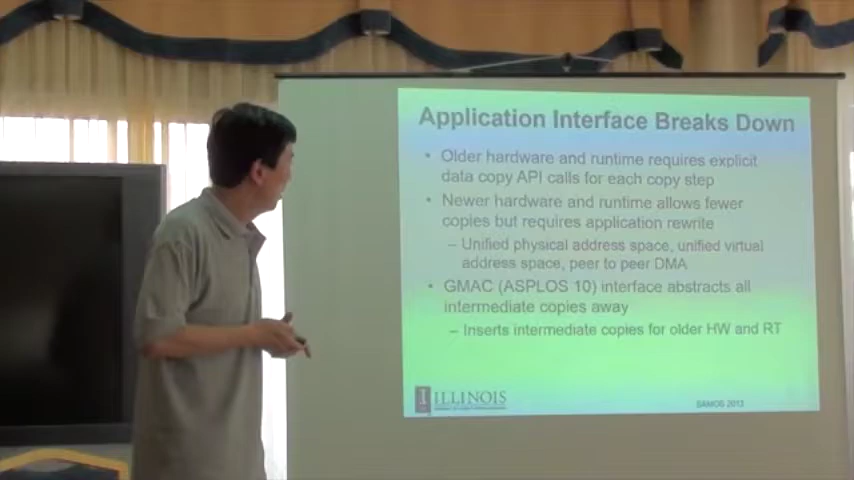 Application Interface Breaks Down
• Older hardware and runtime requires explicit
data copy API calls for each copy step
• Newer hardware and runtime allows fewer
copies but requires application rewrite
– Unified physical address space, unified virtual
address space, peer to peer DMA
• GMAC (ASPLOS 10) interface abstracts all
intermediate copies away
– Inserts intermediate copies for older HW and RT
I ILLINOIS
SAMOS 2013